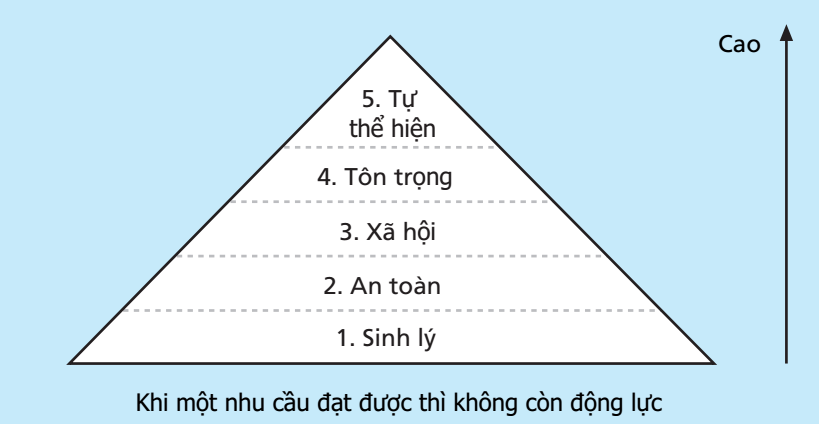 Cao
5. Tự
thể hiện
4. Tôn trọng
3. Xã hội
2. An toàn
1. Sinh lý
Khi một nhu cầu đạt được thì không còn động lực